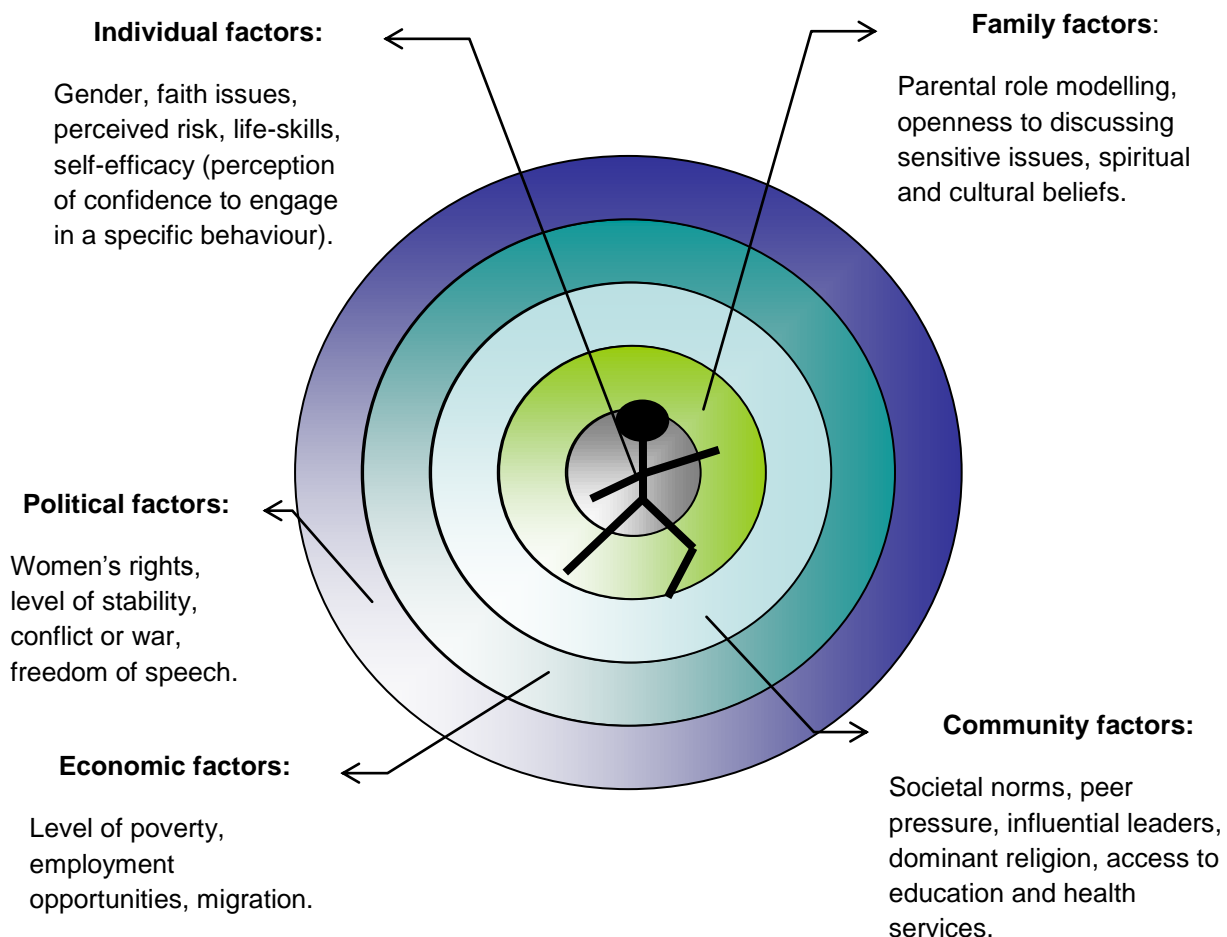 Individual factors:
Gender, faith issues,
perceived risk, life-skills,
self-efficacy (perception
of confidence to engage
in a specific behaviour).
Family factors:
Parental role modelling,
openness to discussing
sensitive issues, spiritual
and cultural beliefs.
Political factors:
Women’s rights,
level of stability,
conflict or war,
freedom of speech.
Economic factors:
Level of poverty,
employment
opportunities, migration.
Community factors:
Societal norms, peer
pressure, influential leaders,
dominant religion, access to
education and health
services.